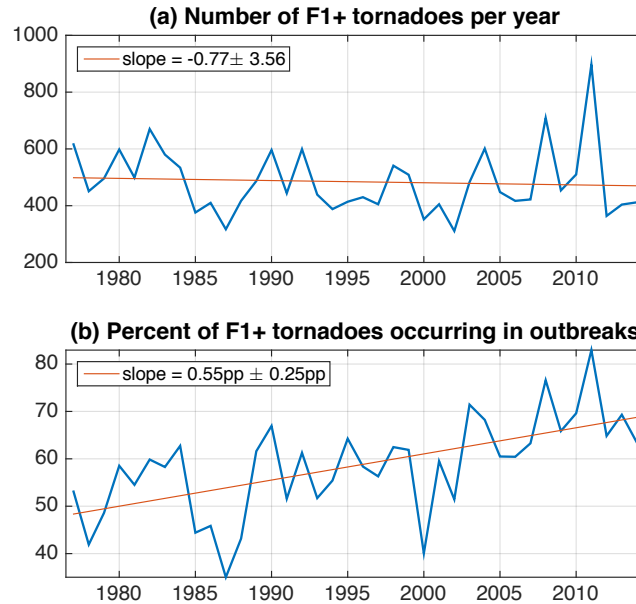 (a) Number of F1+ tornadoes per year
1000
slope = -0.77± 3.56
800
600
400
200
1980 1985 1990 1995 2000 2005 2010
(b) Percent of F1+ tornadoes occurring in outbreaks
80
slope = 0.55pp ± 0.25pp
70
60
50
40
1980 1985 1990 1995 2000 2005 2010